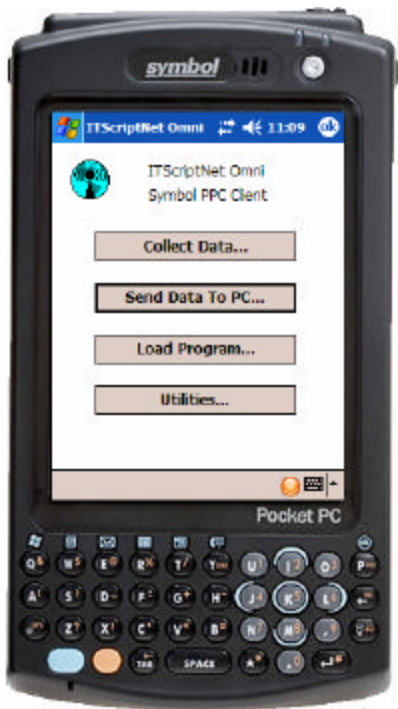 symbol
ITScriptNet Omni 11:09 ok
ITScriptNet Omni
Symbol PPC Client
Collect Data...
Send Data To PC...
Load Program...
Utilities...
Pocket PC
Q W E R T Y U I O P
A S D F G H J K L
Z X C V B N M
TAB SPACE